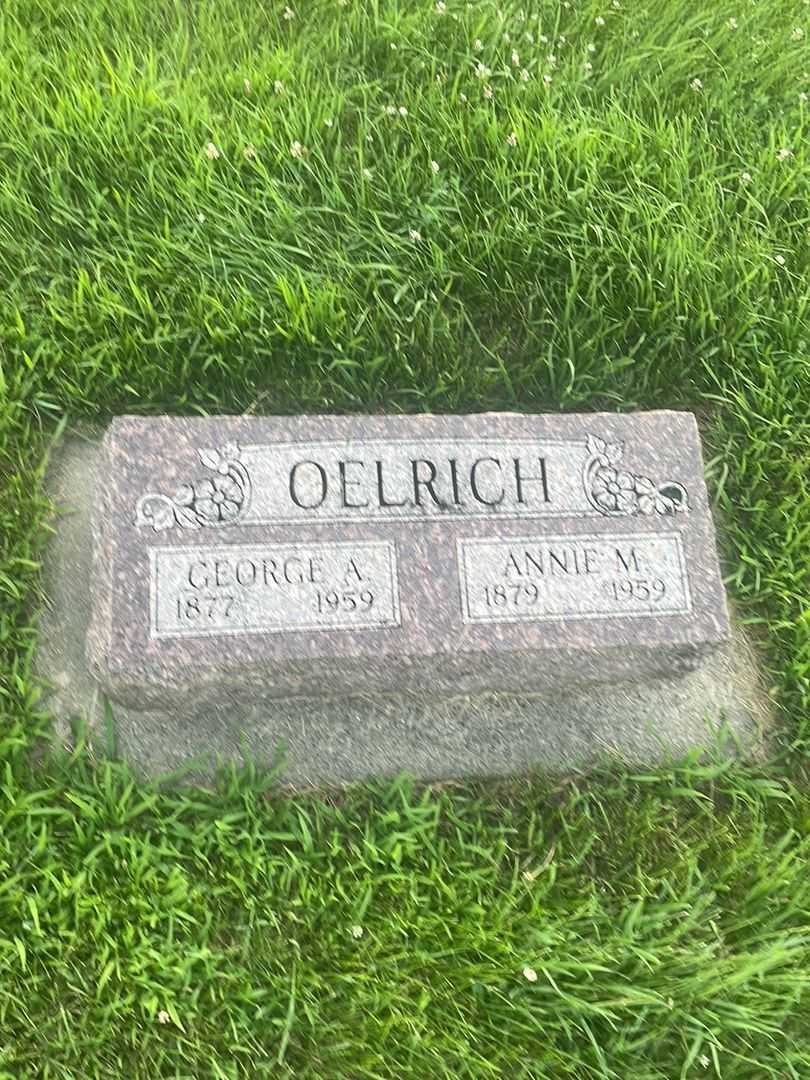 OELRICH
GEORGE A.
1877 1959
ANNIE M.
1879 1959